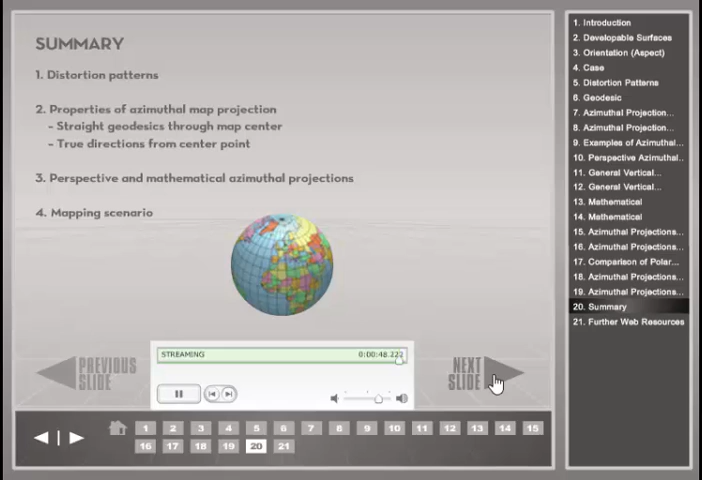 SUMMARY
1. Distortion patterns
2. Properties of azimuthal map projection
- Straight geodesics through map center
- True directions from center point
3. Perspective and mathematical azimuthal projections
4. Mapping scenario
PREVIOUS
SLIDE
STREAMING
NEXT
SLIDE
1 2 3 4 5 6 7 8 9 10 11 12 13 14 15
16 17 18 19 20 21
1. Introduction
2. Developable Surfaces
3. Orientation (Aspect)
4. Case
5. Distortion Patterns
6. Geodesic
7. Azimuthal Projection...
8. Azimuthal Projection...
9. Examples of Azimuthal...
10. Perspective Azimuthal..
11. General Vertical...
12. General Vertical...
13. Mathematical
14. Mathematical
15. Azimuthal Projections...
16. Azimuthal Projections...
17. Comparison of Polar...
18. Azimuthal Projections...
19. Azimuthal Projections...
20. Summary
21. Further Web Resources